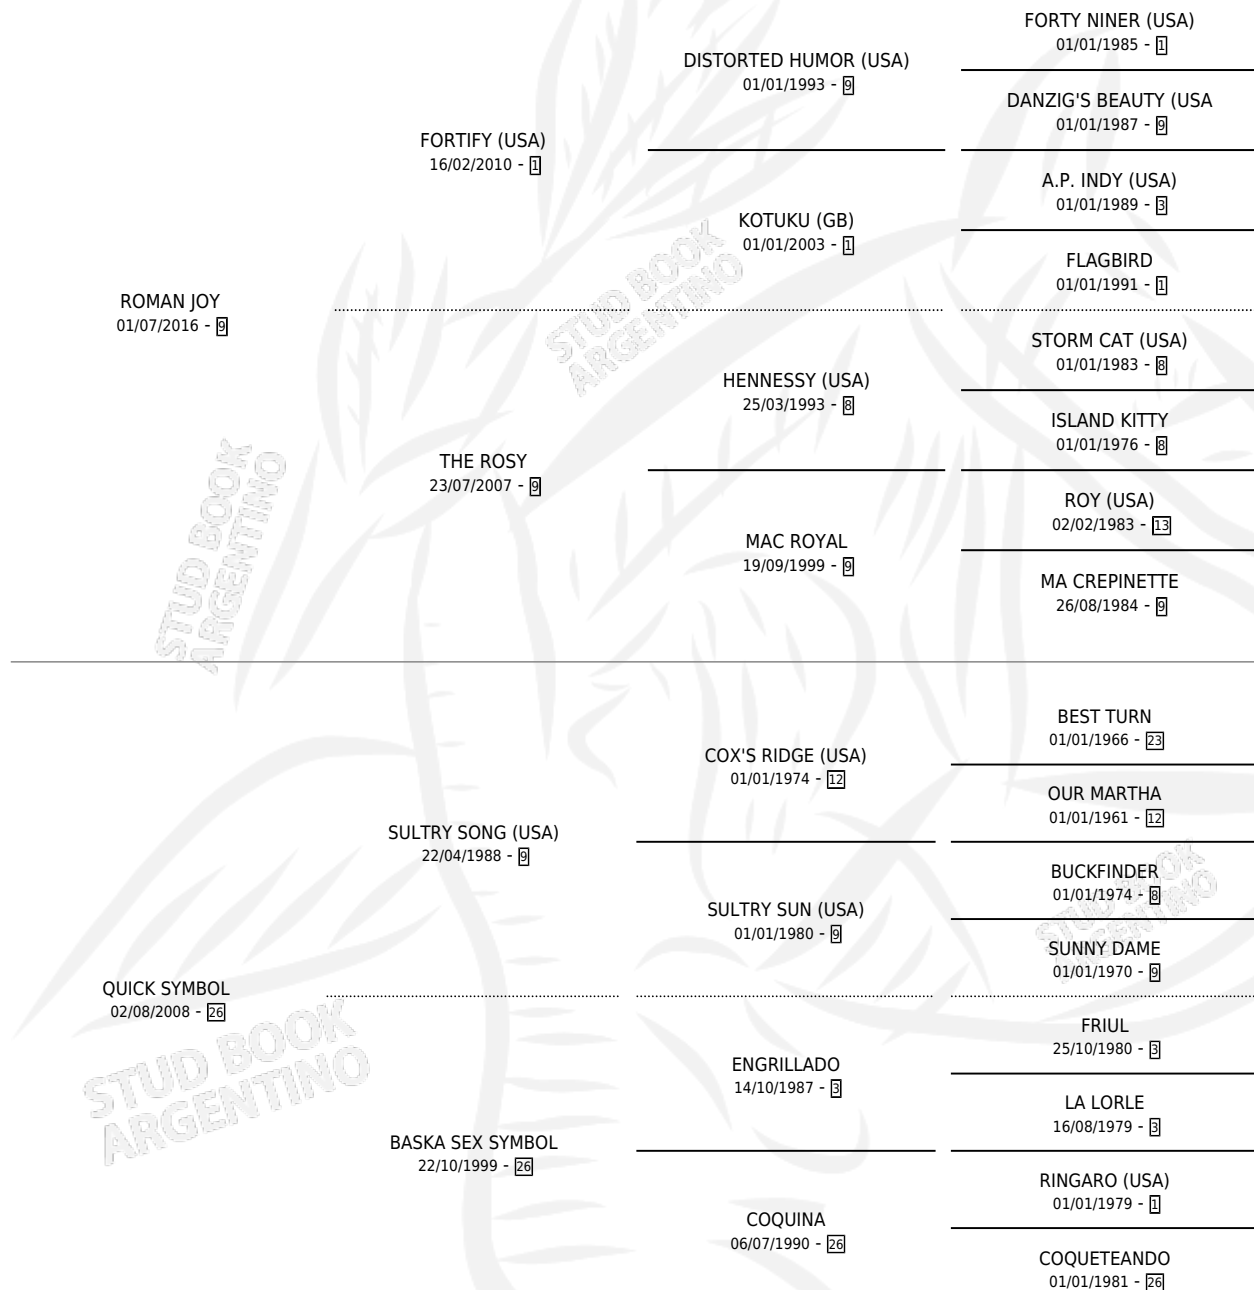 FORTY NINER (USA)
01/01/1985 - 1
DISTORTED HUMOR (USA)
01/01/1993 - 9
DANZIG'S BEAUTY (USA
01/01/1987 - 9
FORTIFY (USA)
16/02/2010 - 1
A.P. INDY (USA)
01/01/1989 - 3
KOTUKU (GB)
01/01/2003 - 1
FLAGBIRD
01/01/1991 - 1
ROMAN JOY
01/07/2016 - 9
STORM CAT (USA)
01/01/1983 - 8
HENNESSY (USA)
25/03/1993 - 8
ISLAND KITTY
01/01/1976 - 8
THE ROSY
23/07/2007 - 9
ROY (USA)
02/02/1983 - 13
MAC ROYAL
19/09/1999 - 9
MA CREPINETTE
26/08/1984 - 9
BEST TURN
01/01/1966 - 23
COX'S RIDGE (USA)
01/01/1974 - 12
OUR MARTHA
01/01/1961 - 12
SULTRY SONG (USA)
22/04/1988 - 9
BUCKFINDER
01/01/1974 - 8
SULTRY SUN (USA)
01/01/1980 - 9
SUNNY DAME
01/01/1970 - 9
QUICK SYMBOL
02/08/2008 - 26
FRIUL
25/10/1980 - 3
ENGRILLADO
14/10/1987 - 3
LA LORLE
16/08/1979 - 3
BASKA SEX SYMBOL
22/10/1999 - 26
RINGARO (USA)
01/01/1979 - 1
COQUINA
06/07/1990 - 26
COQUETEANDO
01/01/1981 - 26
STUD BOOK
ARGENTINO
STUD BOOK
ARGENTINO
STUD BOOK
ARGENTINO
STUD BOOK
ARGENTINO